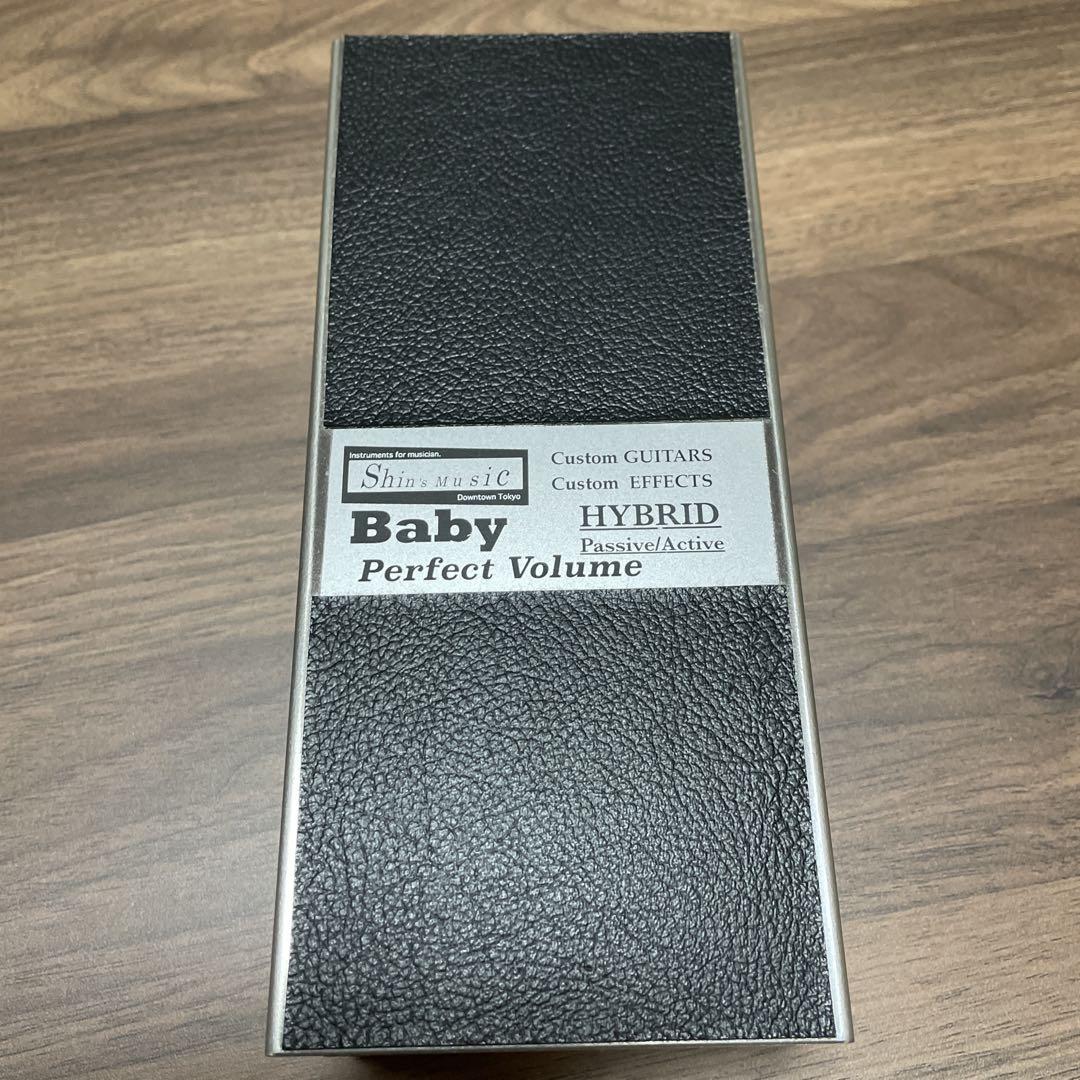 Instruments for musician.
Shin's Music
Downtown Tokyo
Baby
Perfect Volume
Custom GUITARS
Custom EFFECTS
HYBRID
Passive/Active